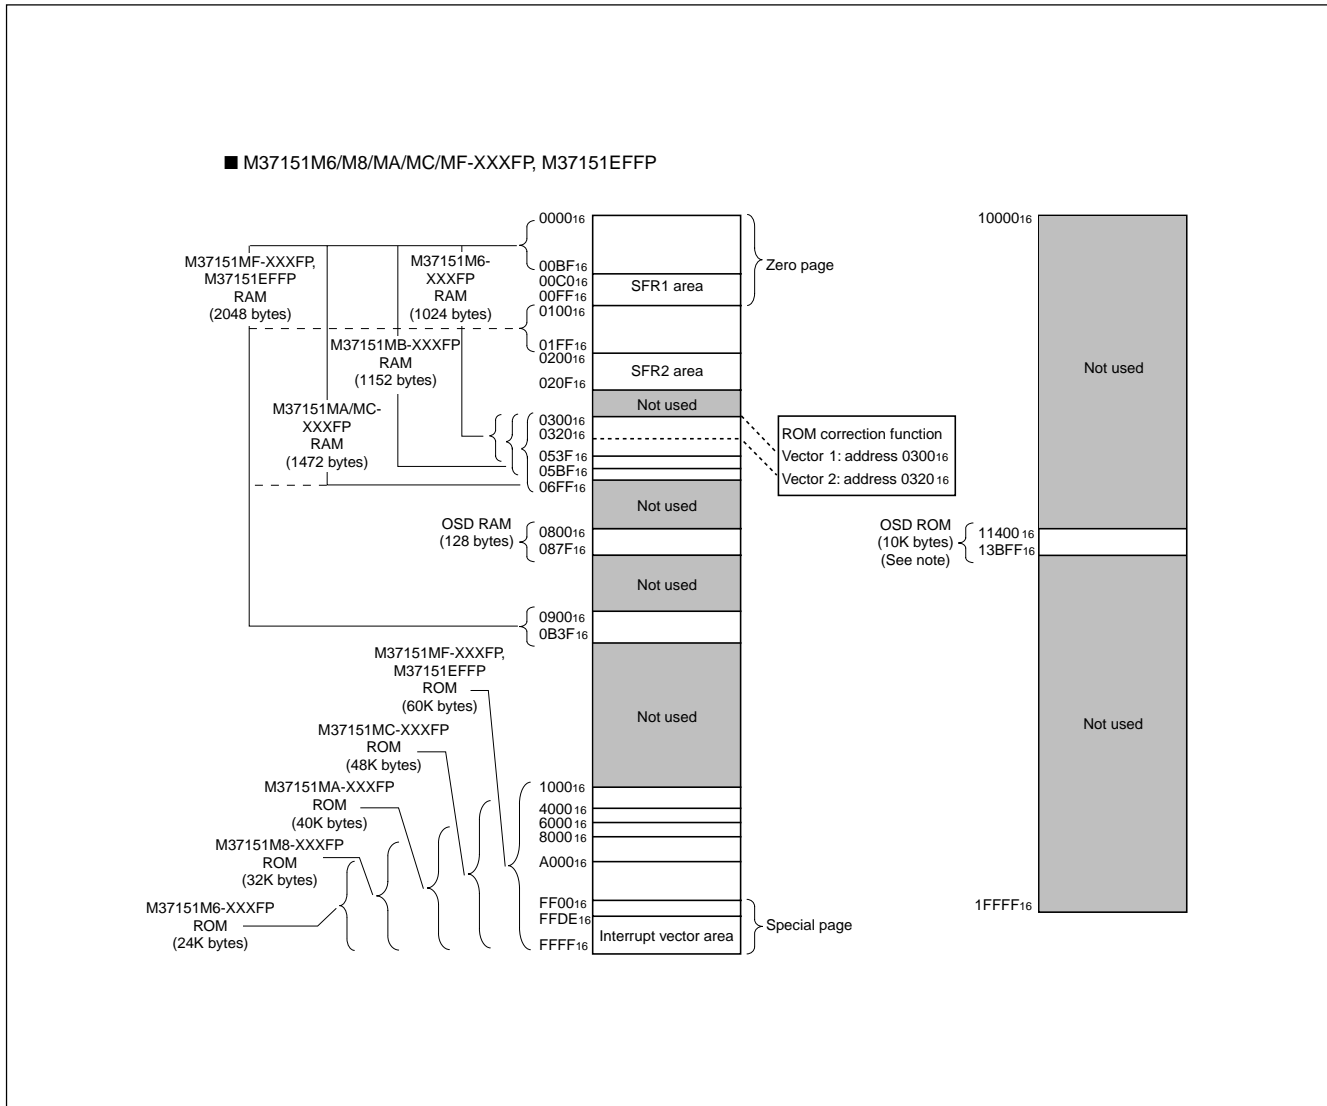 ■ M37151M6/M8/MA/MC/MF-XXXFP, M37151EFFP
M37151MF-XXXFP,
M37151EFFP
RAM
(2048 bytes)
M37151M6-
XXXFP
RAM
(1024 bytes)
M37151MB-XXXFP
RAM
(1152 bytes)
M37151MA/MC-
XXXFP
RAM
(1472 bytes)
OSD RAM
(128 bytes)
M37151MF-XXXFP,
M37151EFFP
ROM
(60K bytes)
M37151MC-XXXFP
ROM
(48K bytes)
M37151MA-XXXFP
ROM
(40K bytes)
M37151M8-XXXFP
ROM
(32K bytes)
M37151M6-XXXFP
ROM
(24K bytes)
0000₁₆
00BF₁₆
00C0₁₆
00FF₁₆
0100₁₆
01FF₁₆
0200₁₆
020F₁₆
0300₁₆
0320₁₆
053F₁₆
05BF₁₆
06FF₁₆
0800₁₆
087F₁₆
0900₁₆
0B3F₁₆
1000₁₆
4000₁₆
6000₁₆
8000₁₆
A000₁₆
FF00₁₆
FFDE₁₆
FFFF₁₆
SFR1 area
SFR2 area
Not used
Not used
Not used
Not used
Interrupt vector area
Zero page
ROM correction function
Vector 1: address 0300₁₆
Vector 2: address 0320₁₆
Special page
10000₁₆
Not used
OSD ROM
(10K bytes)
(See note)
11400₁₆
13BFF₁₆
Not used
1FFFF₁₆